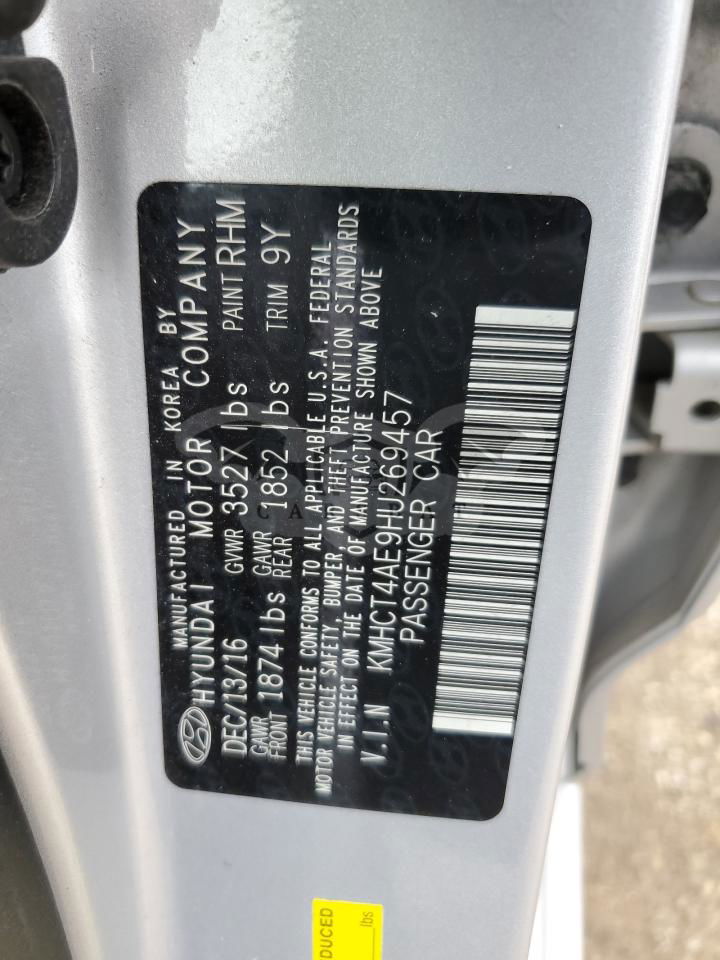 MANUFACTURED IN KOREA BY
HYUNDAI MOTOR COMPANY
DEC/13/16 GVWR 3527 lbs PAINT RHM
GAWR FRONT 1874 lbs GAWR REAR 1852 lbs TRIM 9Y
THIS VEHICLE CONFORMS TO ALL APPLICABLE U.S.A. FEDERAL
MOTOR VEHICLE SAFETY, BUMPER, AND THEFT PREVENTION STANDARDS
IN EFFECT ON THE DATE OF MANUFACTURE SHOWN ABOVE
V.I.N KMHCT4AE9HU269457
PASSENGER CAR
DUCED
lbs